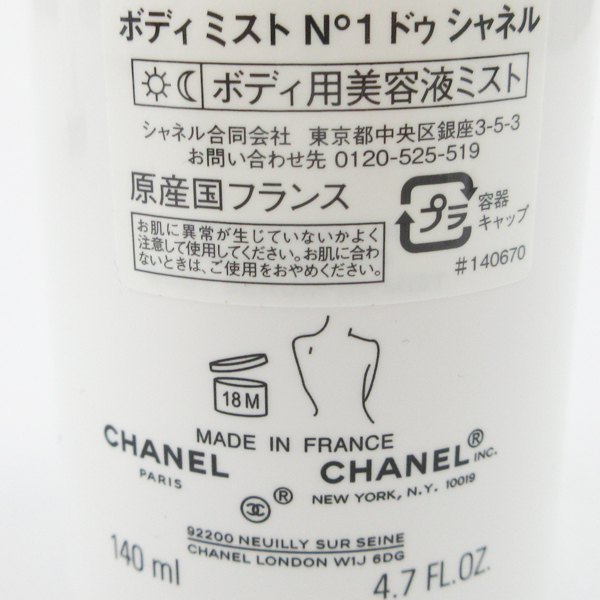 ボディ ミスト N°1 ドゥ シャネル
ボディ用美容液ミスト
シャネル合同会社 東京都中央区銀座3-5-3
お問い合わせ先 0120-525-519
原産国フランス
プラ
容器
キャップ
お肌に異常が生じていないかよく
注意して使用してください。お肌に合わ
ないときは、ご使用をおやめください。
#140670
18 M
MADE IN FRANCE
CHANEL
PARIS
CHANEL® INC.
NEW YORK, N.Y. 10019
®
92200 NEUILLY SUR SEINE
CHANEL LONDON W1J 6DG
140 ml
4.7 FL.OZ.